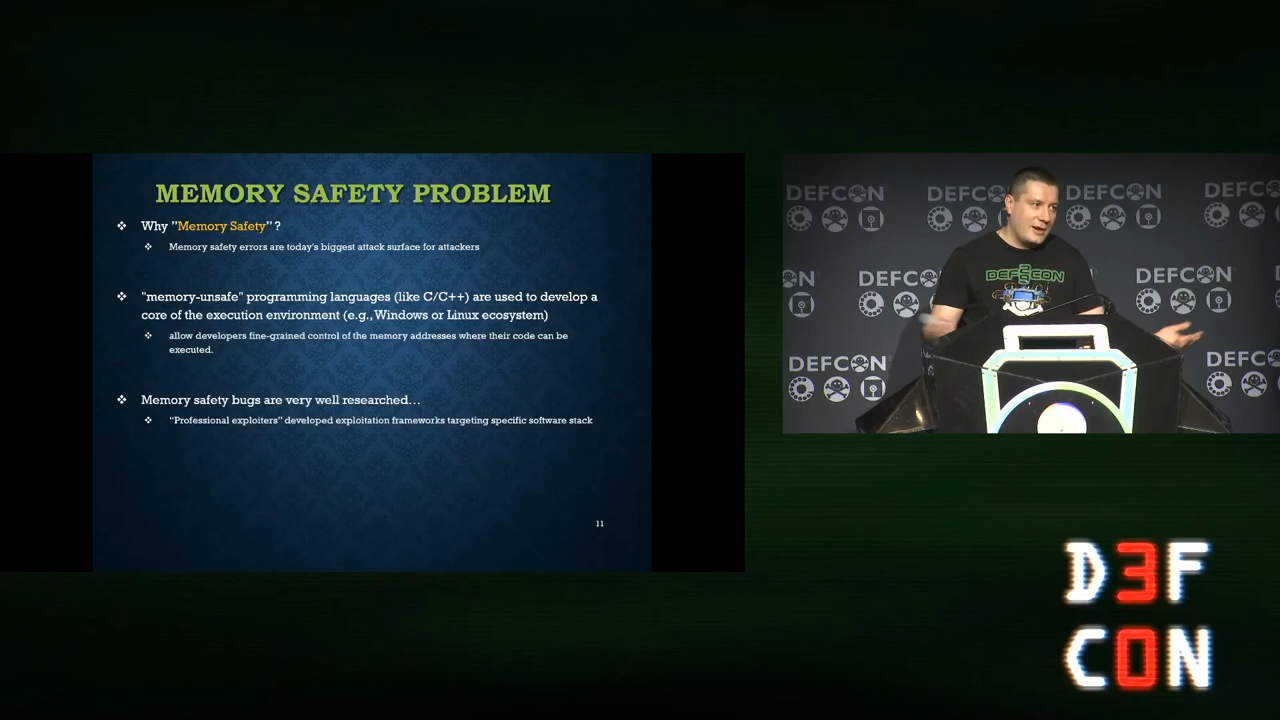 MEMORY SAFETY PROBLEM
Why "Memory Safety" ?
Memory safety errors are today's biggest attack surface for attackers
"memory-unsafe" programming languages (like C/C++) are used to develop a
core of the execution environment (e.g., Windows or Linux ecosystem)
allow developers fine-grained control of the memory addresses where their code can be
executed.
Memory safety bugs are very well researched…
"Professional exploiters" developed exploitation frameworks targeting specific software stack
11
DEFCON DEFCON DEFCON DEFCON
DEFCON DEFCON
DEFCON
DEFCON DEFCON
D3F
C0N